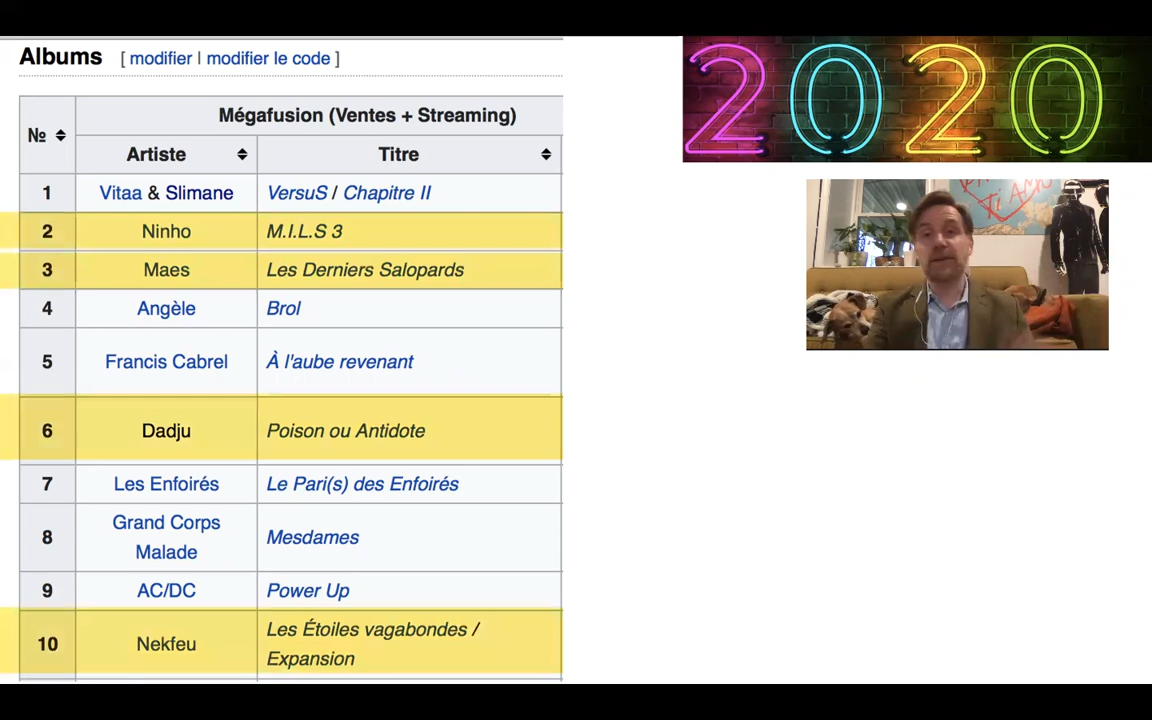 Albums [ modifier | modifier le code ]
2020
Mégafusion (Ventes + Streaming)
№
Artiste Titre
Ti AMO
1 Vitaa & Slimane VersuS / Chapitre II
2 Ninho M.I.L.S 3
3 Maes Les Derniers Salopards
4 Angèle Brol
5 Francis Cabrel À l'aube revenant
6 Dadju Poison ou Antidote
7 Les Enfoirés Le Pari(s) des Enfoirés
8 Grand Corps Malade Mesdames
9 AC/DC Power Up
10 Nekfeu Les Étoiles vagabondes /
Expansion